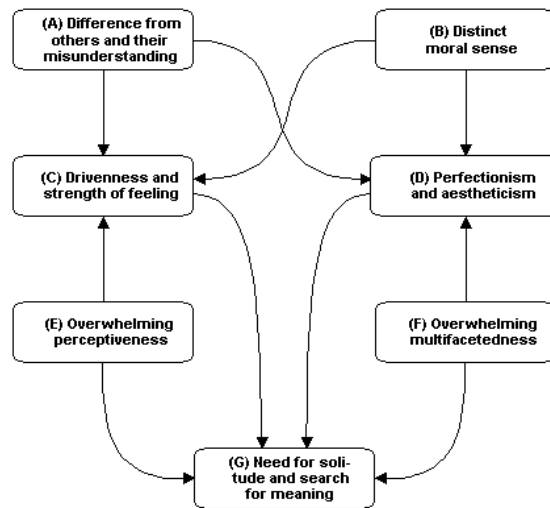 (A) Difference from
others and their
misunderstanding
(B) Distinct
moral sense
(C) Drivenness and
strength of feeling
(D) Perfectionism
and aestheticism
(E) Overwhelming
perceptiveness
(F) Overwhelming
multifacetedness
(G) Need for soli-
tude and search
for meaning